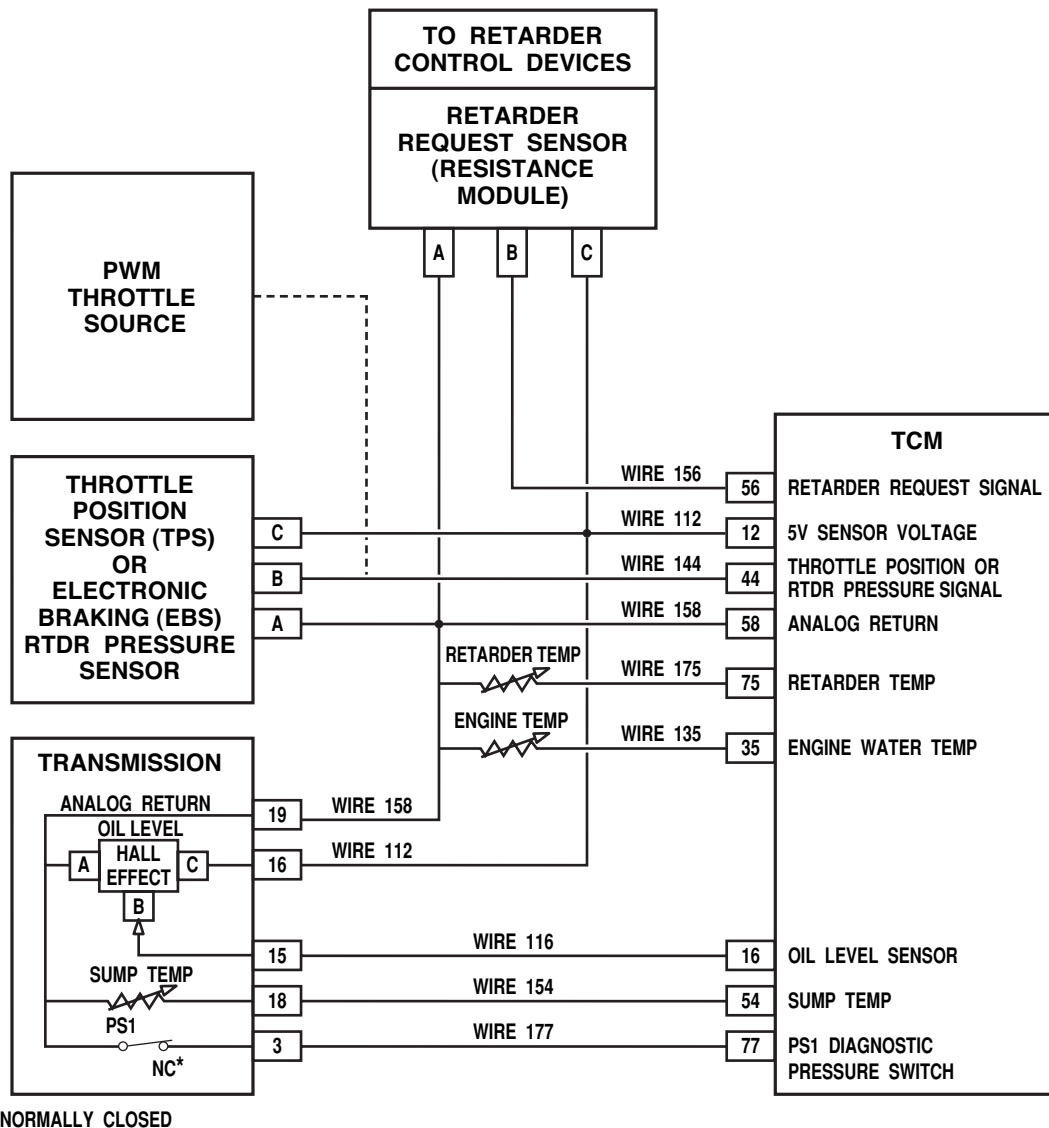 TO RETARDER
CONTROL DEVICES
RETARDER
REQUEST SENSOR
(RESISTANCE
MODULE)
A
B
C
PWM
THROTTLE
SOURCE
THROTTLE
POSITION
SENSOR (TPS)
OR
ELECTRONIC
BRAKING (EBS)
RTDR PRESSURE
SENSOR
C
B
A
TCM
WIRE 156
56
RETARDER REQUEST SIGNAL
WIRE 112
12
5V SENSOR VOLTAGE
WIRE 144
44
THROTTLE POSITION OR
RTDR PRESSURE SIGNAL
WIRE 158
58
ANALOG RETURN
RETARDER TEMP
WIRE 175
75
RETARDER TEMP
ENGINE TEMP
WIRE 135
35
ENGINE WATER TEMP
TRANSMISSION
ANALOG RETURN
19
WIRE 158
OIL LEVEL
A
HALL
EFFECT
C
B
16
WIRE 112
15
WIRE 116
16
OIL LEVEL SENSOR
SUMP TEMP
18
WIRE 154
54
SUMP TEMP
PS1
NC*
3
WIRE 177
77
PS1 DIAGNOSTIC
PRESSURE SWITCH
NORMALLY CLOSED